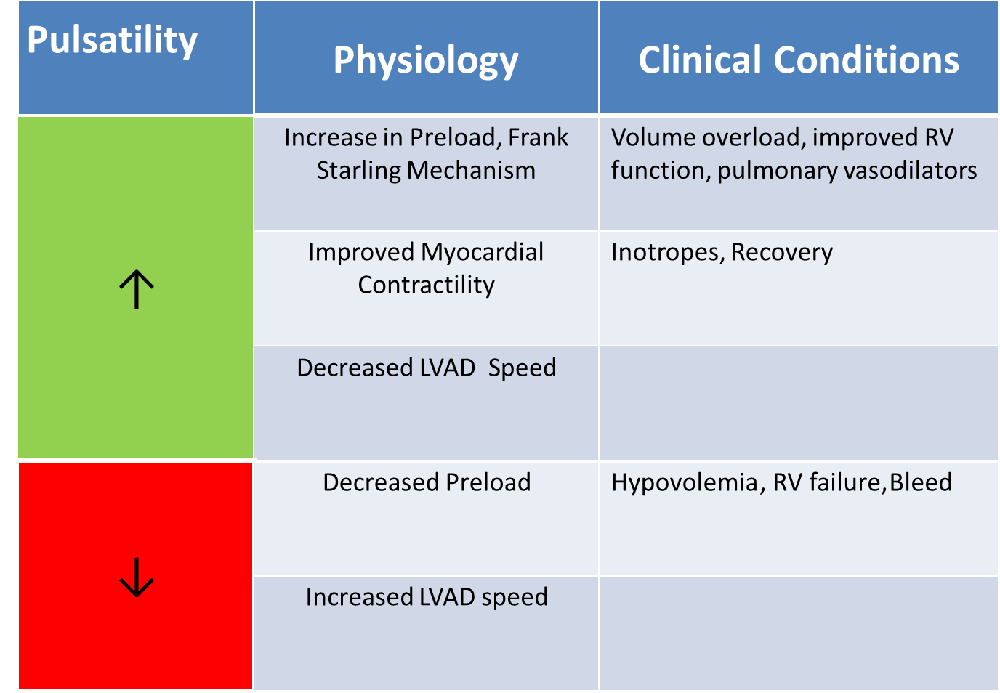 Pulsatility
Physiology
Clinical Conditions
↑
Increase in Preload, Frank
Starling Mechanism
Volume overload, improved RV
function, pulmonary vasodilators
Improved Myocardial
Contractility
Inotropes, Recovery
Decreased LVAD  Speed
↓
Decreased Preload
Hypovolemia, RV failure, Bleed
Increased LVAD speed